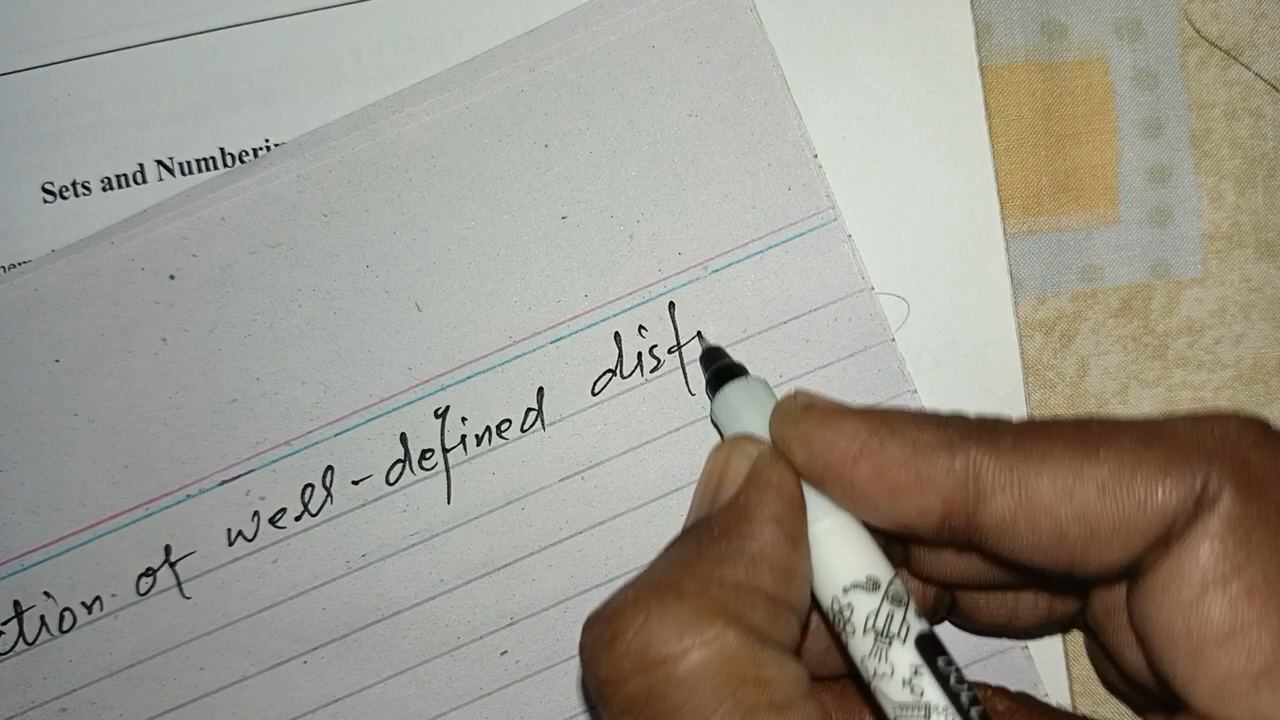 Sets and Numberi
ction of well-defined dist